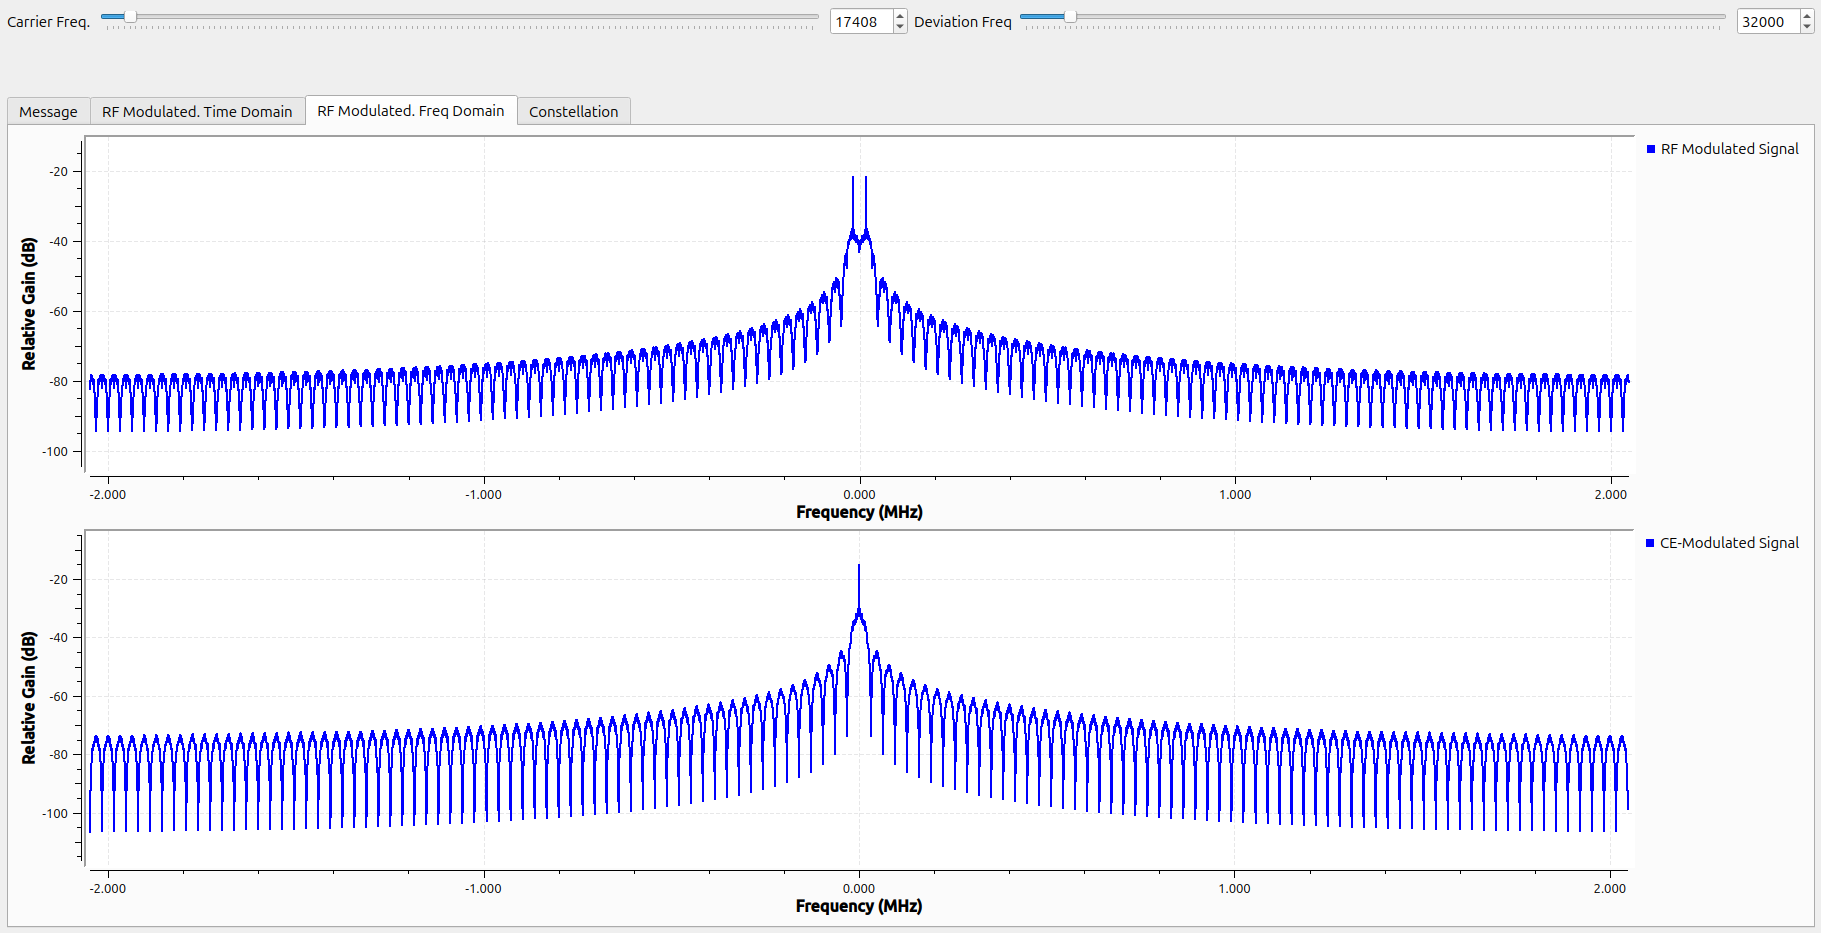 Carrier Freq. 17408 Deviation Freq 32000
Message RF Modulated. Time Domain RF Modulated. Freq Domain Constellation
RF Modulated Signal
Relative Gain (dB)
-20
-40
-60
-80
-100
-2.000 -1.000 0.000 1.000 2.000
Frequency (MHz)
CE-Modulated Signal
Relative Gain (dB)
-20
-40
-60
-80
-100
-2.000 -1.000 0.000 1.000 2.000
Frequency (MHz)